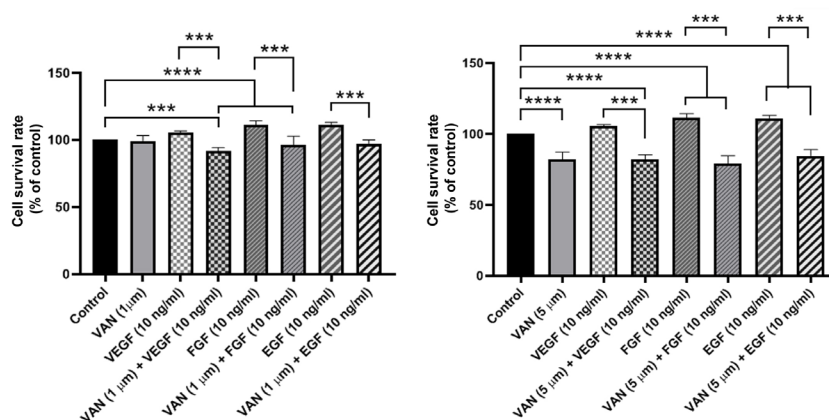 ***
***
****
***
***
150
100
50
0
Cell survival rate
(% of control)
Control
VAN (1μm)
VEGF (10 ng/ml)
VAN (1 μm) + VEGF (10 ng/ml)
FGF (10 ng/ml)
VAN (1 μm) + FGF (10 ng/ml)
EGF (10 ng/ml)
VAN (1 μm) + EGF (10 ng/ml)
***
***
****
****
****
****
***
150
100
50
0
Cell survival rate
(% of control)
Control
VAN (5 μm)
VEGF (10 ng/ml)
VAN (5 μm) + VEGF (10 ng/ml)
FGF (10 ng/ml)
VAN (5 μm) + FGF (10 ng/ml)
EGF (10 ng/ml)
VAN (5 μm) + EGF (10 ng/ml)